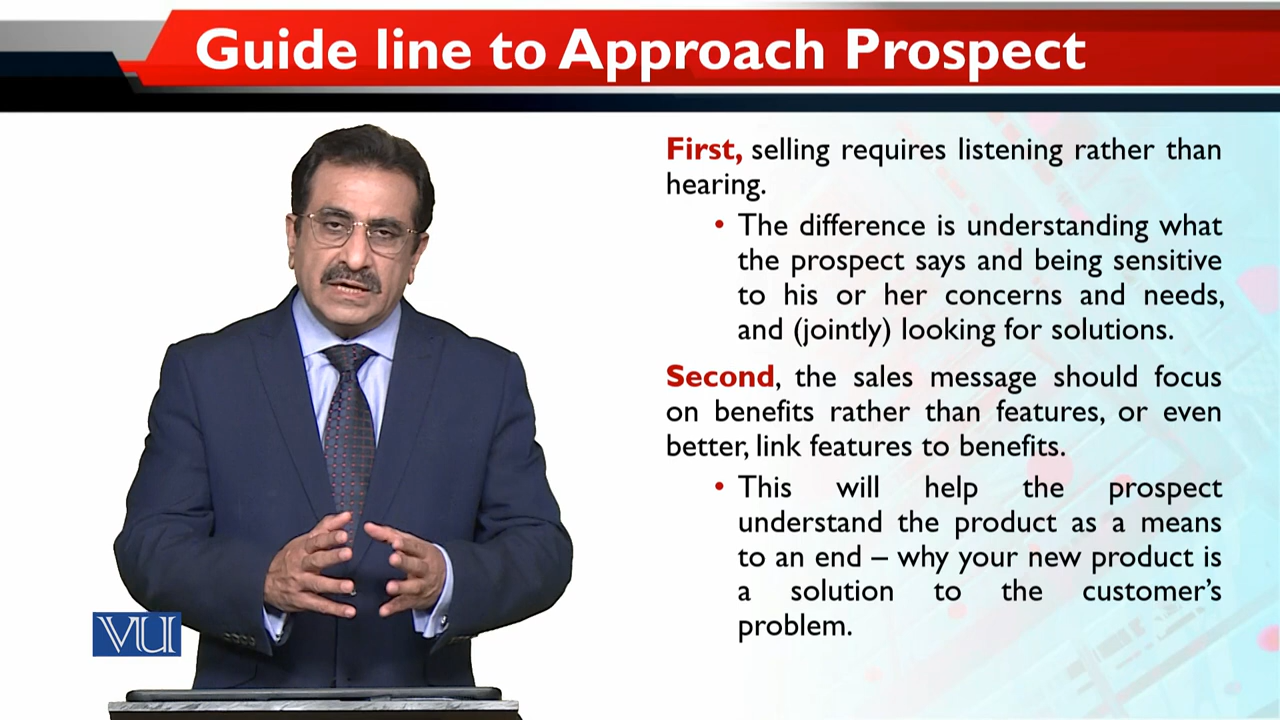 Guide line to Approach Prospect
First, selling requires listening rather than
hearing.
• The difference is understanding what
the prospect says and being sensitive
to his or her concerns and needs,
and (jointly) looking for solutions.
Second, the sales message should focus
on benefits rather than features, or even
better, link features to benefits.
• This will help the prospect
understand the product as a means
to an end – why your new product is
a solution to the customer's
problem.
VU